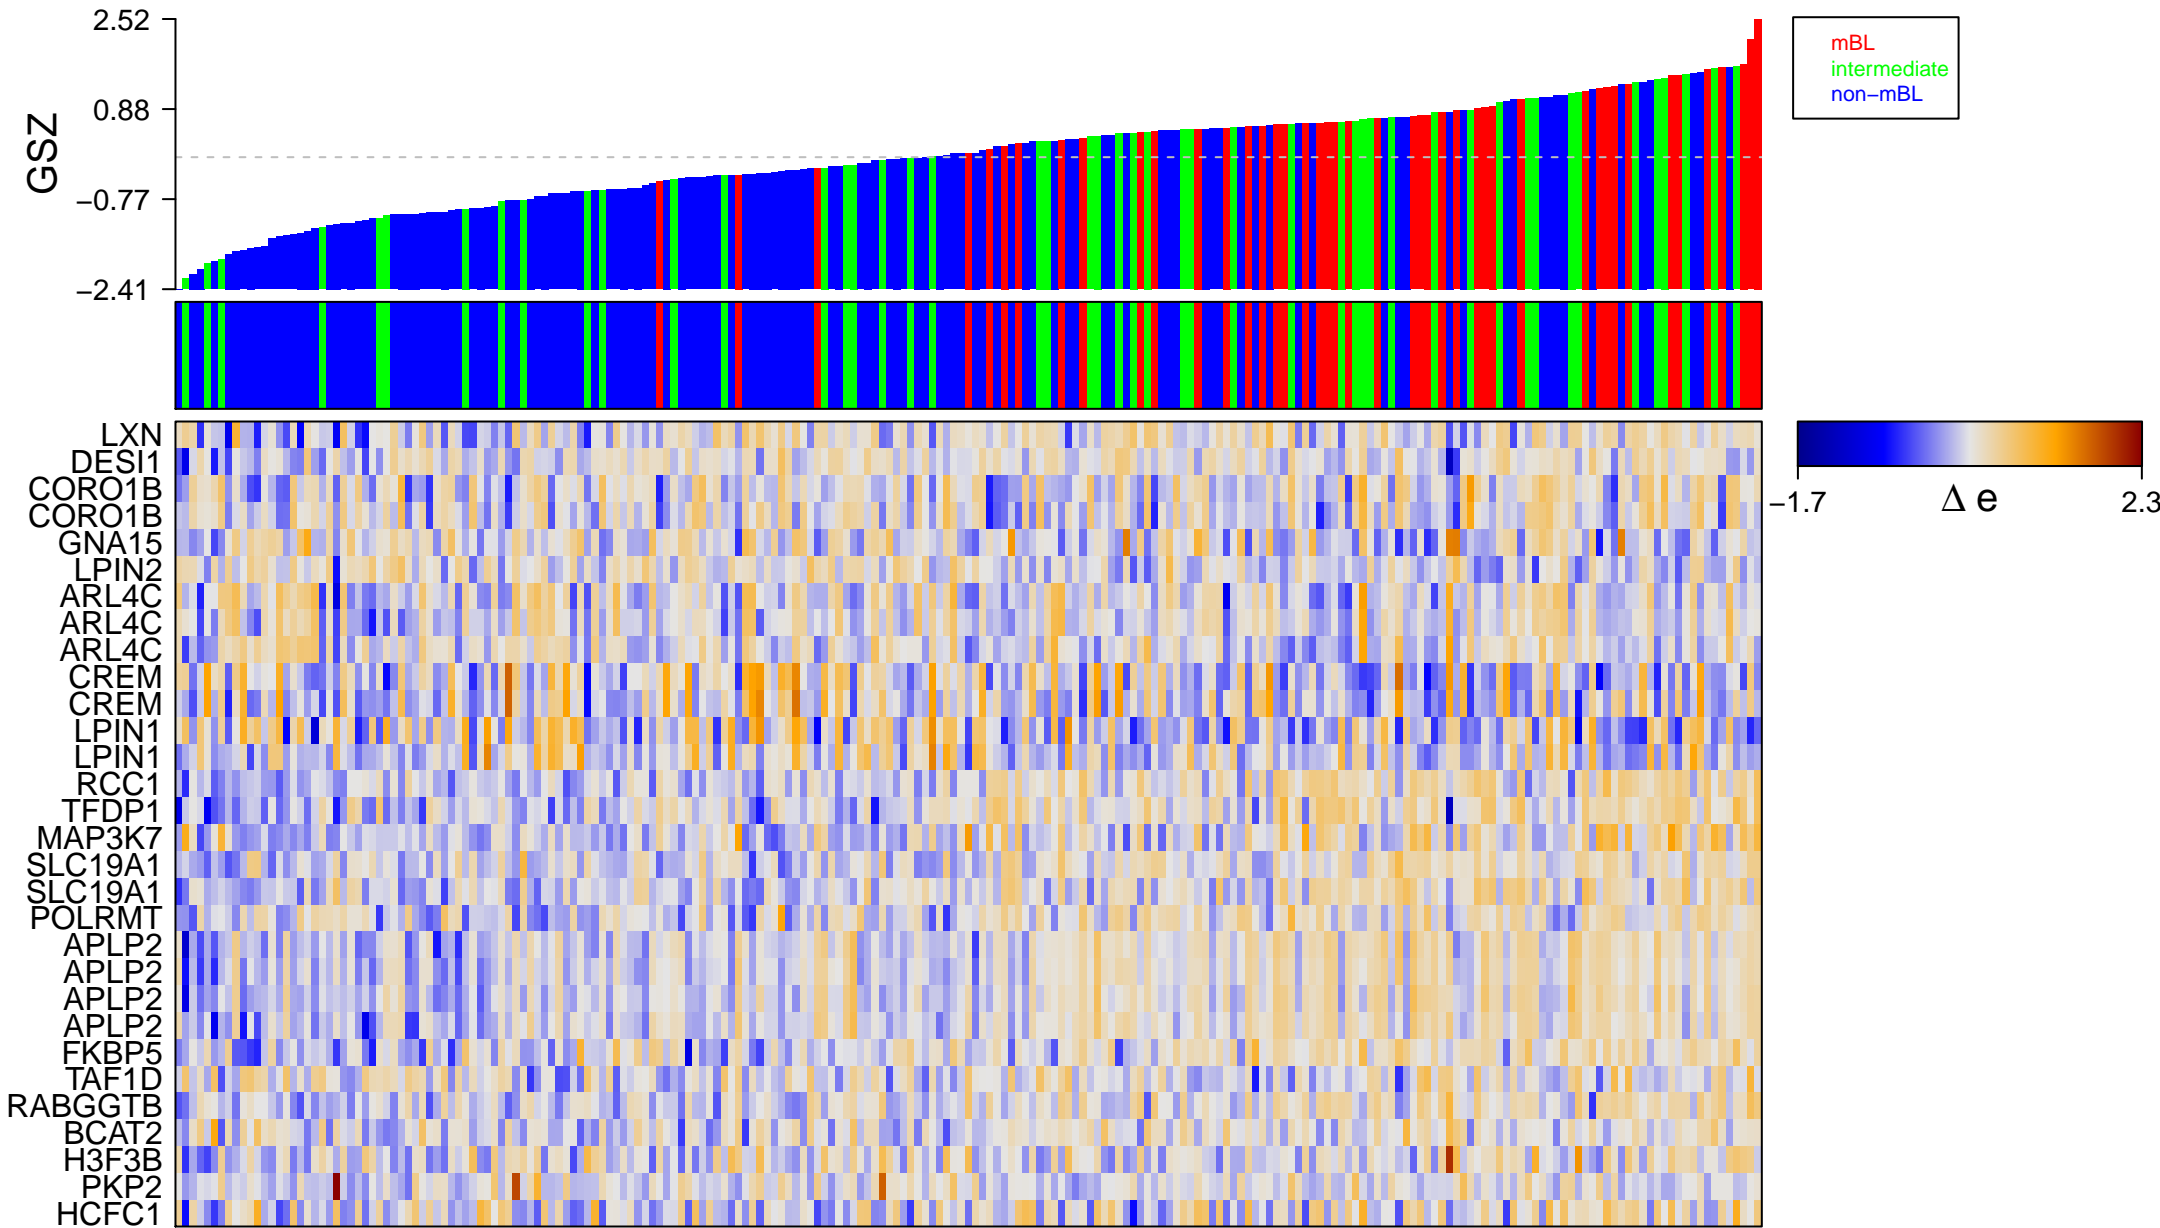 2.52
0.88
−0.77
−2.41
GSZ
mBL
intermediate
non−mBL
LXN
DESI1
CORO1B
CORO1B
GNA15
LPIN2
ARL4C
ARL4C
ARL4C
CREM
CREM
LPIN1
LPIN1
RCC1
TFDP1
MAP3K7
SLC19A1
SLC19A1
POLRMT
APLP2
APLP2
APLP2
APLP2
FKBP5
TAF1D
RABGGTB
BCAT2
H3F3B
PKP2
HCFC1
−1.7
Δ e
2.3